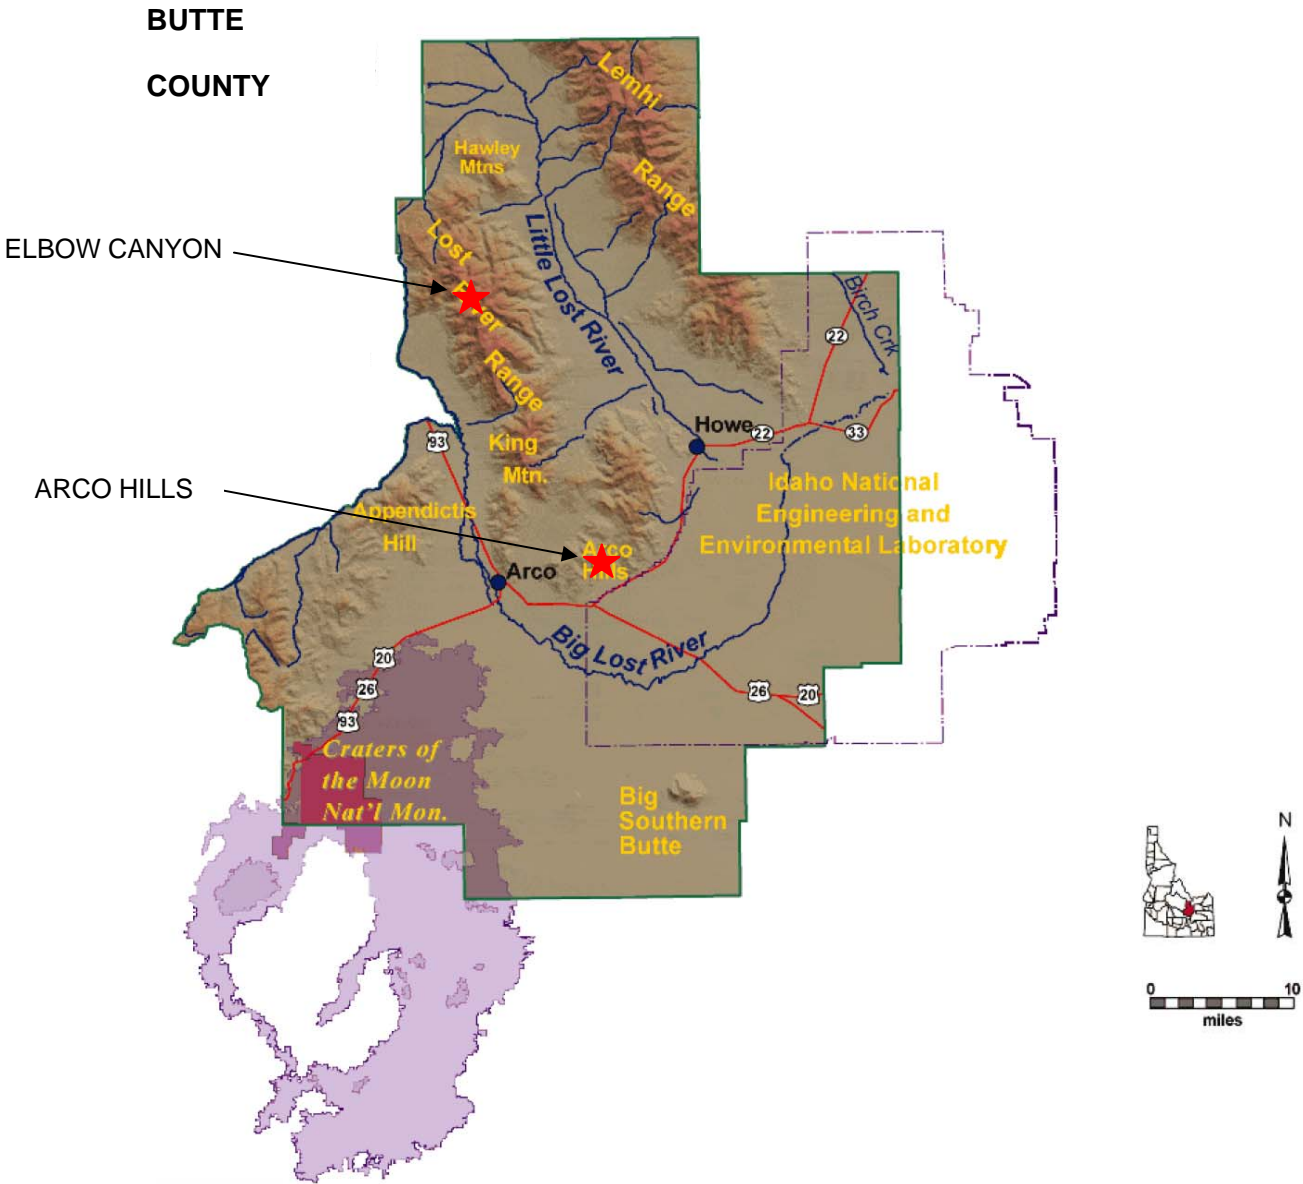 BUTTE
COUNTY
Lemhi
Range
Hawley
Mtns
ELBOW CANYON
Lost
River
Range
Little Lost River
Birch Crk
22
Howe
22
33
93
King
Mtn.
ARCO HILLS
Appendictis
Hill
Idaho National
Engineering and
Environmental Laboratory
Arco
Hills
Arco
Big Lost River
20
26
93
26
20
Craters of
the Moon
Nat'l Mon.
Big
Southern
Butte
N
0 10
miles